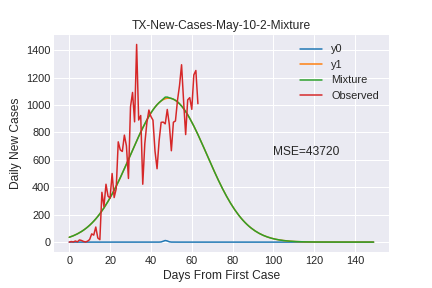 TX-New-Cases-May-10-2-Mixture
1400
1200
1000
800
600
400
200
0
Daily New Cases
y0
y1
Mixture
Observed
MSE=43720
0 20 40 60 80 100 120 140
Days From First Case